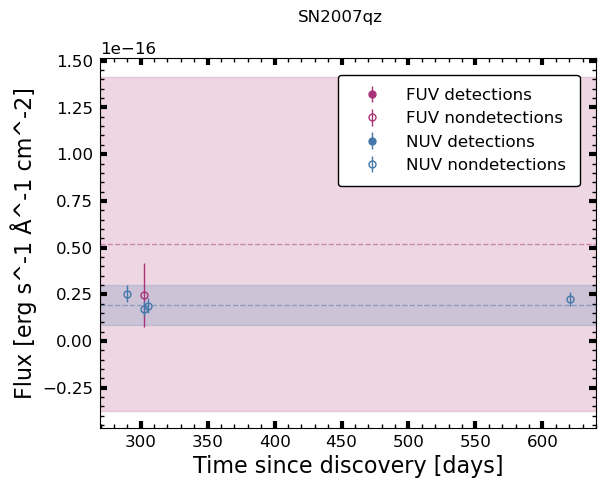 SN2007qz
1e−16
1.50
1.25
1.00
0.75
0.50
0.25
0.00
−0.25
Flux [erg s^-1 Å^-1 cm^-2]
FUV detections
FUV nondetections
NUV detections
NUV nondetections
300 350 400 450 500 550 600
Time since discovery [days]